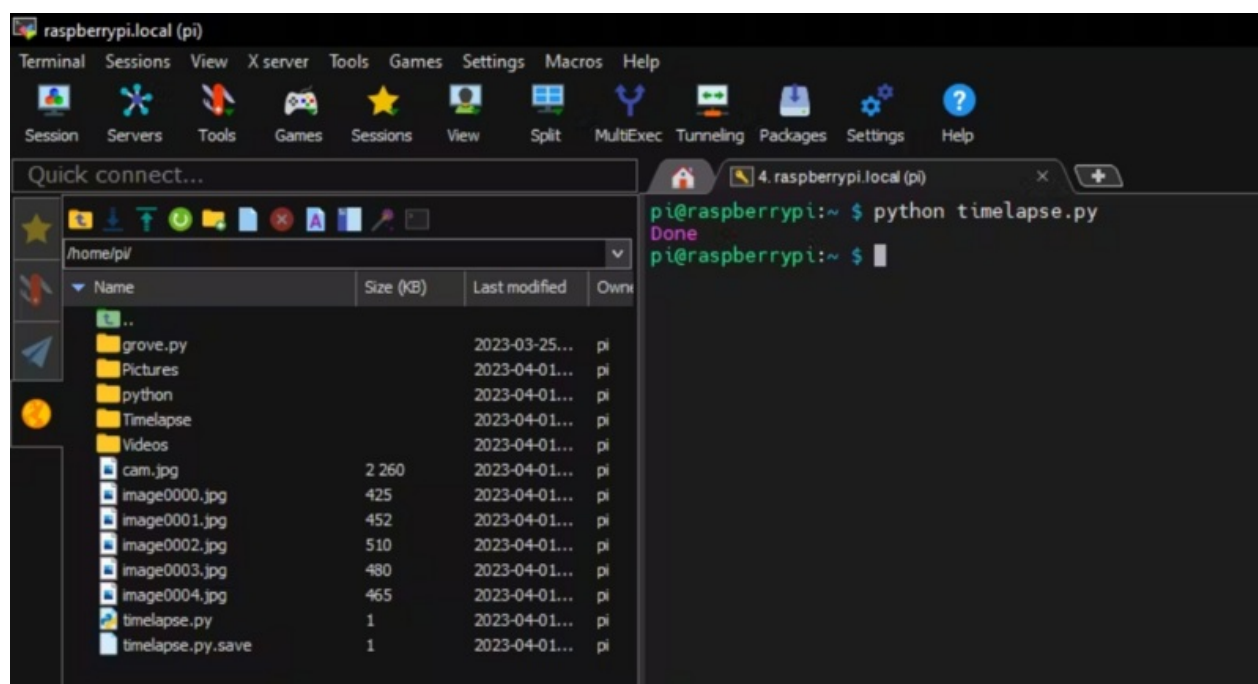 raspberrypi.local (pi)
Terminal Sessions View X server Tools Games Settings Macros Help
Session Servers Tools Games Sessions View Split MultiExec Tunneling Packages Settings Help
Quick connect...
4. raspberrypi.local (pi)
/home/pi/
Name Size (KB) Last modified Owne
..
grove.py 2023-03-25... pi
Pictures 2023-04-01... pi
python 2023-04-01... pi
Timelapse 2023-04-01... pi
Videos 2023-04-01... pi
cam.jpg 2 260 2023-04-01... pi
image0000.jpg 425 2023-04-01... pi
image0001.jpg 452 2023-04-01... pi
image0002.jpg 510 2023-04-01... pi
image0003.jpg 480 2023-04-01... pi
image0004.jpg 465 2023-04-01... pi
timelapse.py 1 2023-04-01... pi
timelapse.py.save 1 2023-04-01... pi
pi@raspberrypi:~ $ python timelapse.py
Done
pi@raspberrypi:~ $